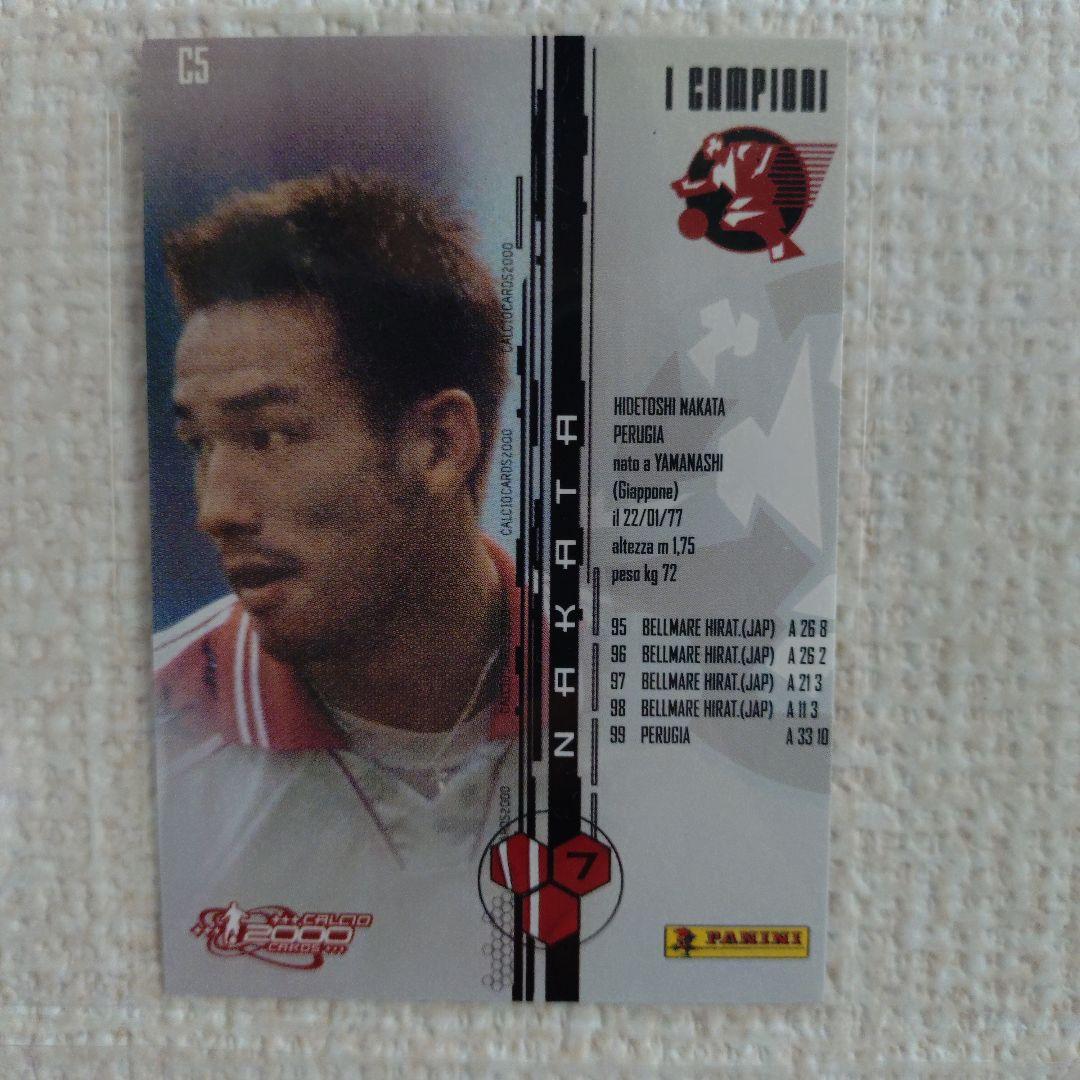 C5
I CAMPIONI
CALCIOCARDS2000
CALCIOCARDS2000
NAKATA
HIDETOSHI NAKATA
PERUGIA
nato a YAMANASHI
(Giappone)
il 22/01/77
altezza m 1,75
peso kg 72
95 BELLMARE HIRAT.(JAP) A 26 8
96 BELLMARE HIRAT.(JAP) A 26 2
97 BELLMARE HIRAT.(JAP) A 21 3
98 BELLMARE HIRAT.(JAP) A 11 3
99 PERUGIA A 33 10
7
CALCIO
2000
CARDS
PANINI